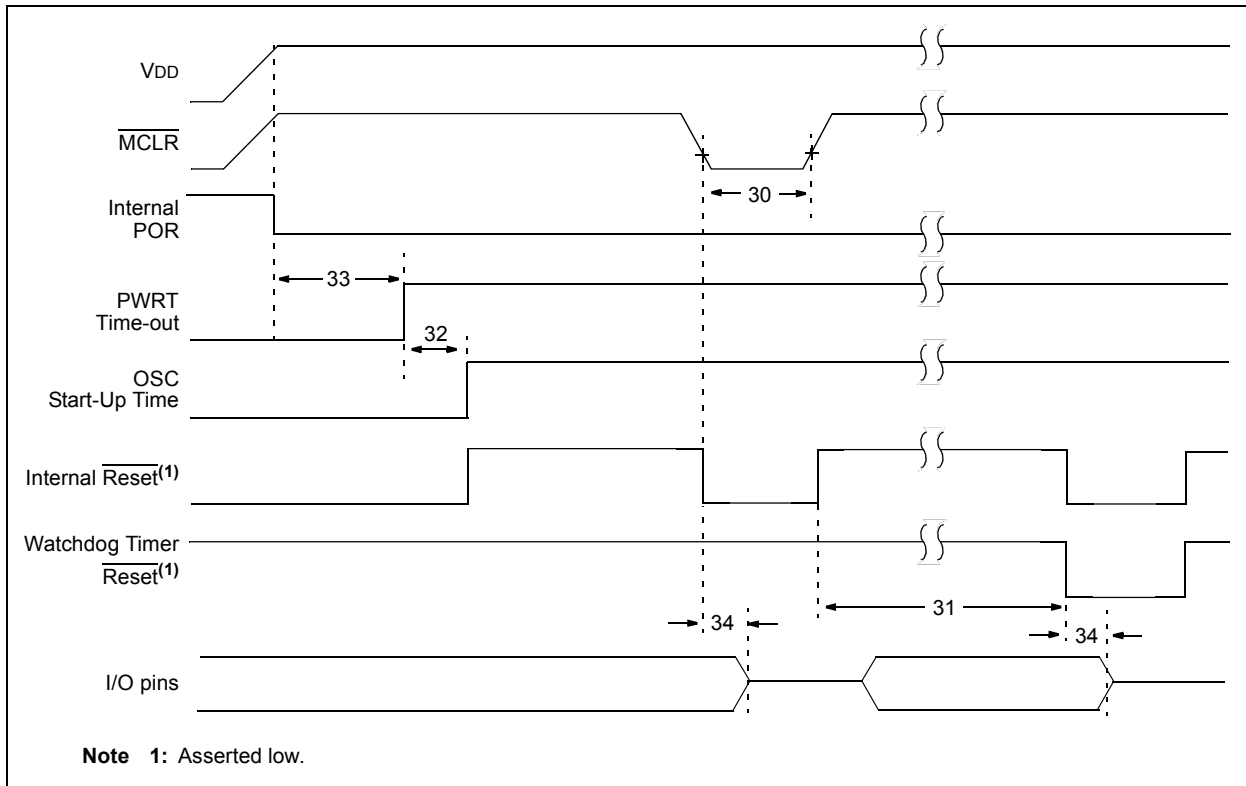 VDD
MCLR
30
Internal
POR
33
PWRT
Time-out
32
OSC
Start-Up Time
Internal Reset(1)
Watchdog Timer
Reset(1)
31
34
34
I/O pins
Note 1: Asserted low.